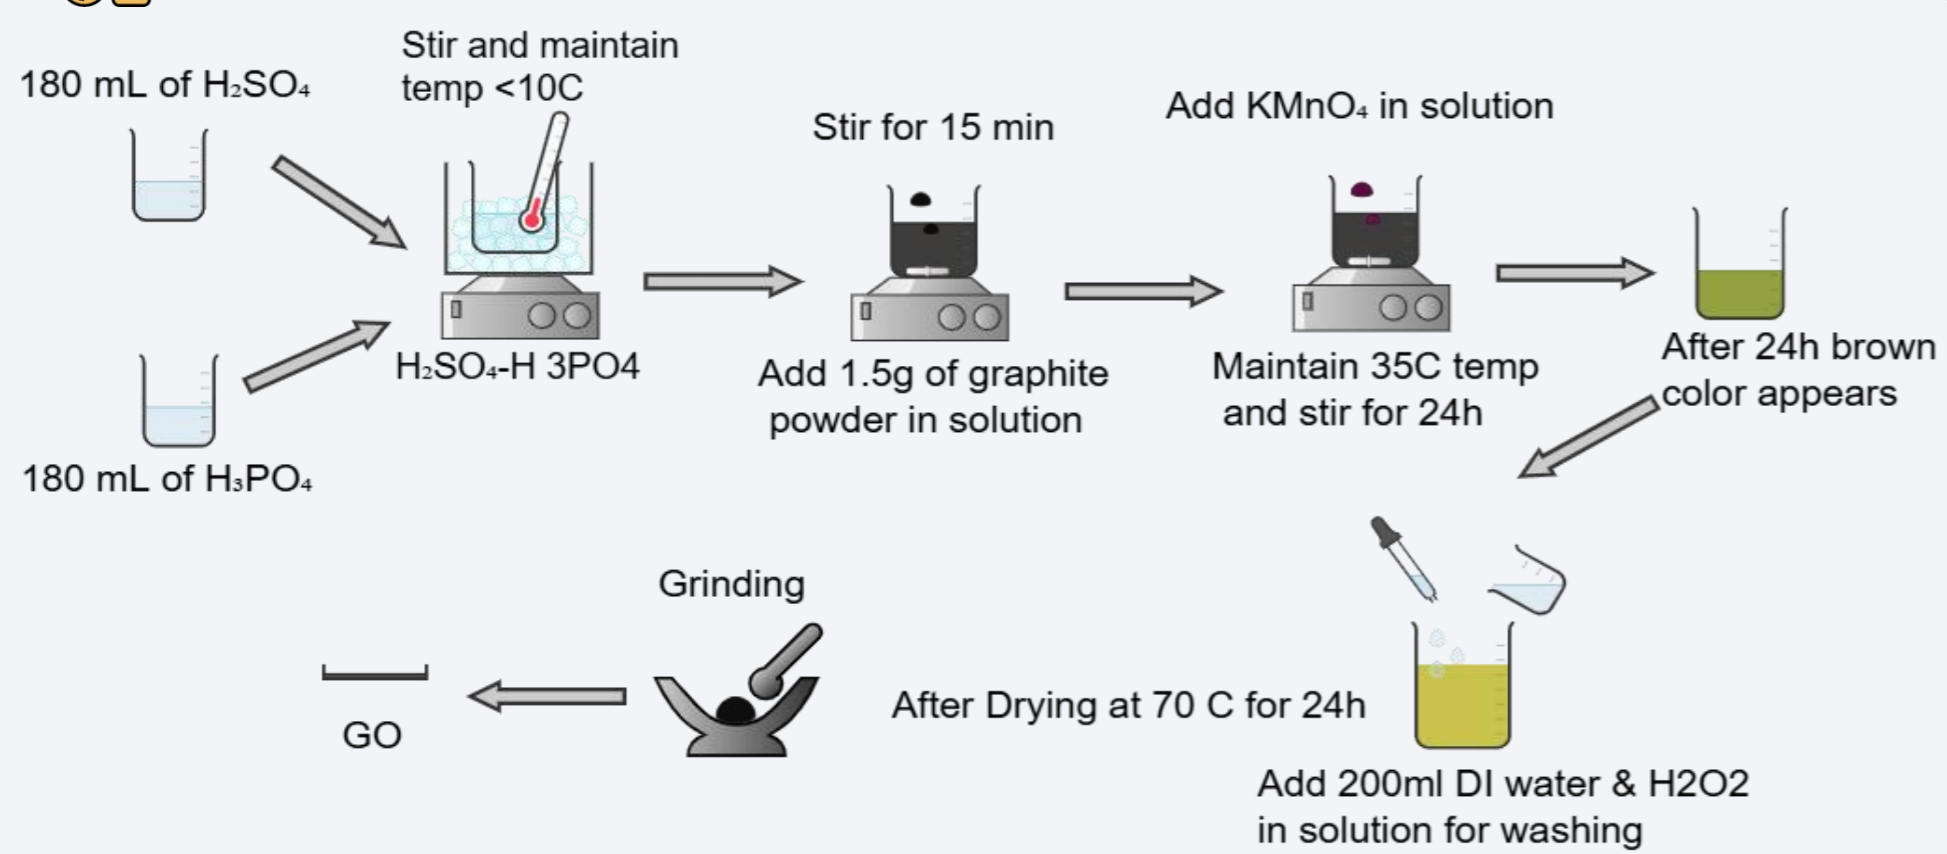 180 mL of H₂SO₄
Stir and maintain
temp <10C
H₂SO₄-H 3PO4
180 mL of H₃PO₄
Stir for 15 min
Add 1.5g of graphite
powder in solution
Add KMnO₄ in solution
Maintain 35C temp
and stir for 24h
After 24h brown
color appears
Add 200ml DI water & H2O2
in solution for washing
After Drying at 70 C for 24h
Grinding
GO